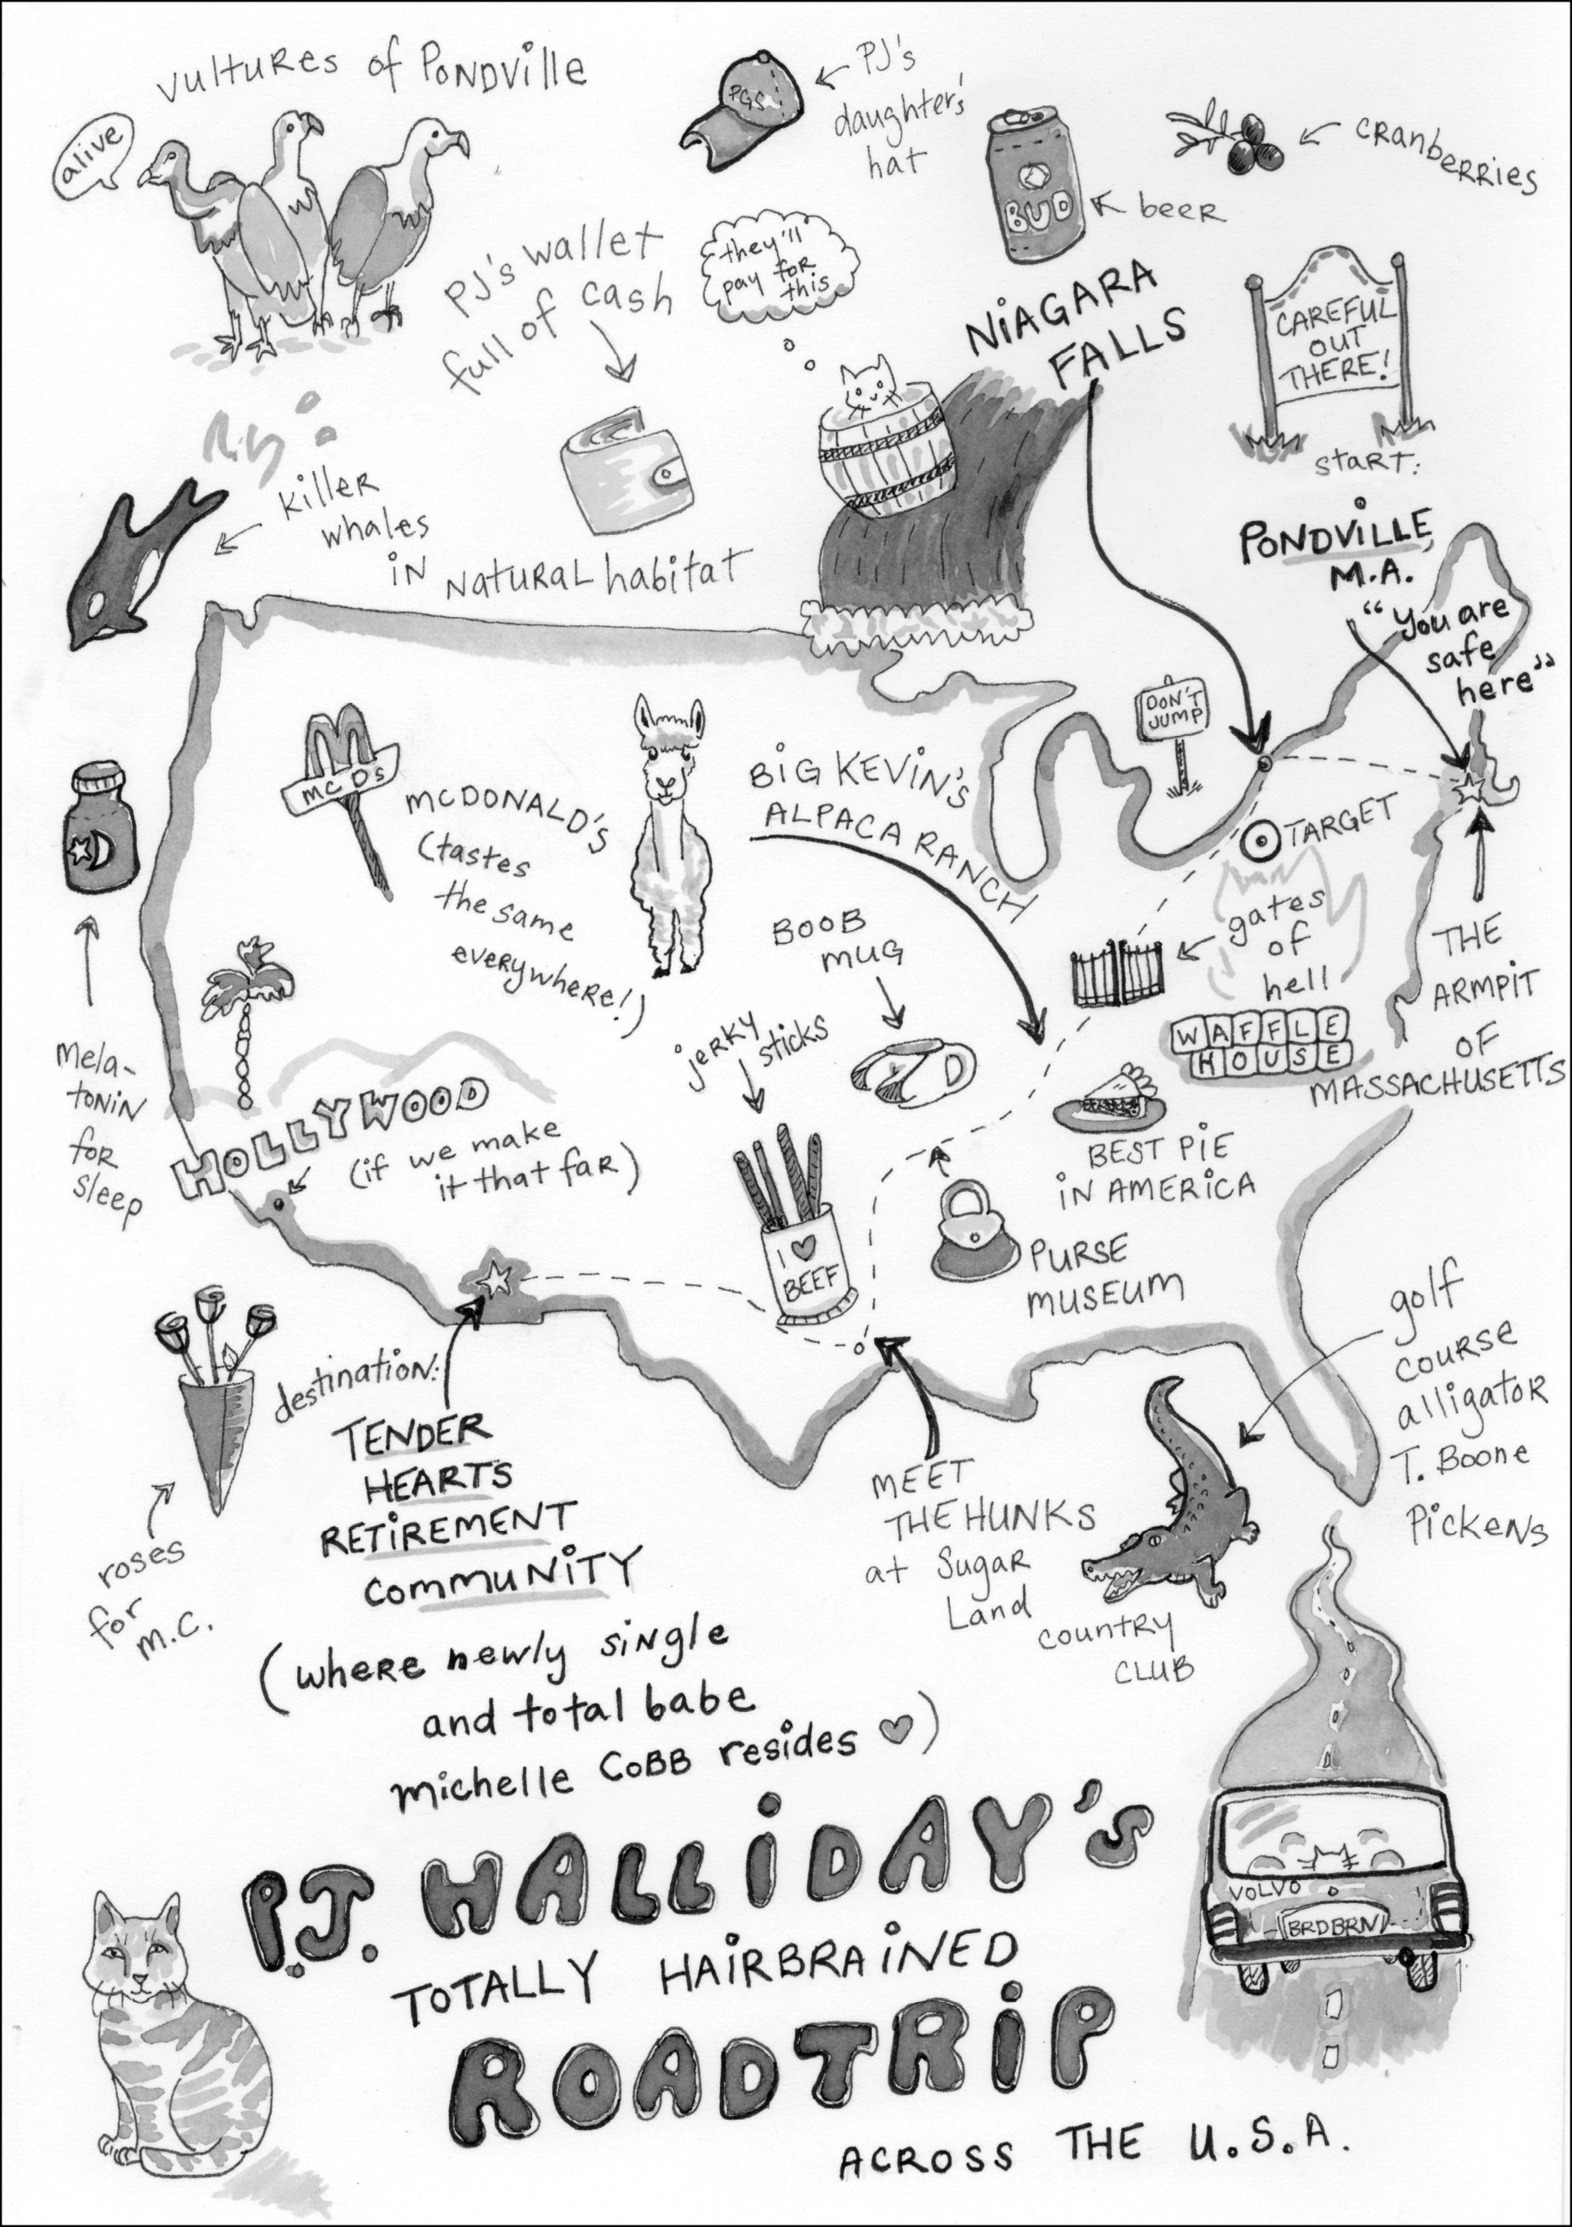 vultures of Pondville
alive
PGS
PJ's
daughter's
hat
BUD
beer
cranberries
PJ's wallet
full of cash
they'll
pay for
this
NIAGARA
FALLS
CAREFUL
OUT
THERE!
start:
PONDVILLE,
M.A.
"you are
safe
here"
killer
whales
in natural habitat
DON'T
JUMP
MCDs
MCDONALD'S
(tastes
the same
everywhere!)
BIG KEVIN'S
ALPACA RANCH
TARGET
gates
of
hell
THE
ARMPIT
OF
MASSACHUSETTS
WAFFLE
HOUSE
BOOB
MUG
jerky
sticks
mela-
tonin
for
sleep
HOLLYWOOD
(if we make
it that far)
I ♥
BEEF
BEST PIE
IN AMERICA
PURSE
MUSEUM
golf
course
alligator
T. Boone
Pickens
destination:
TENDER
HEARTS
RETIREMENT
COMMUNITY
(where newly single
and total babe
michelle COBB resides ♥)
roses
for
m.c.
MEET
THE HUNKS
at Sugar
Land
country
CLUB
VOLVO
BRDBRN
P.J. HALLIDAY'S
TOTALLY HAIRBRAINED
ROADTRIP
ACROSS THE U.S.A.